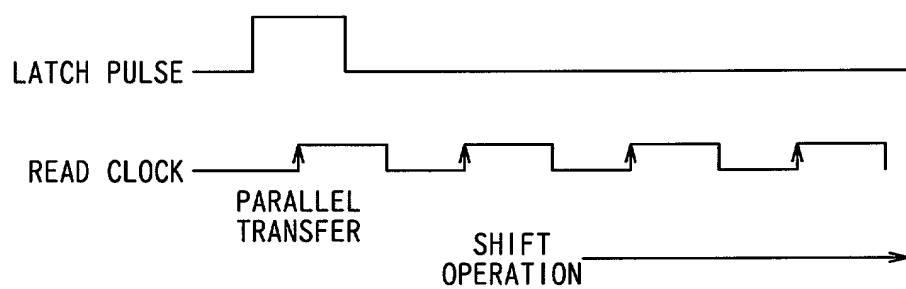 LATCH PULSE
READ CLOCK
PARALLEL
TRANSFER
SHIFT
OPERATION